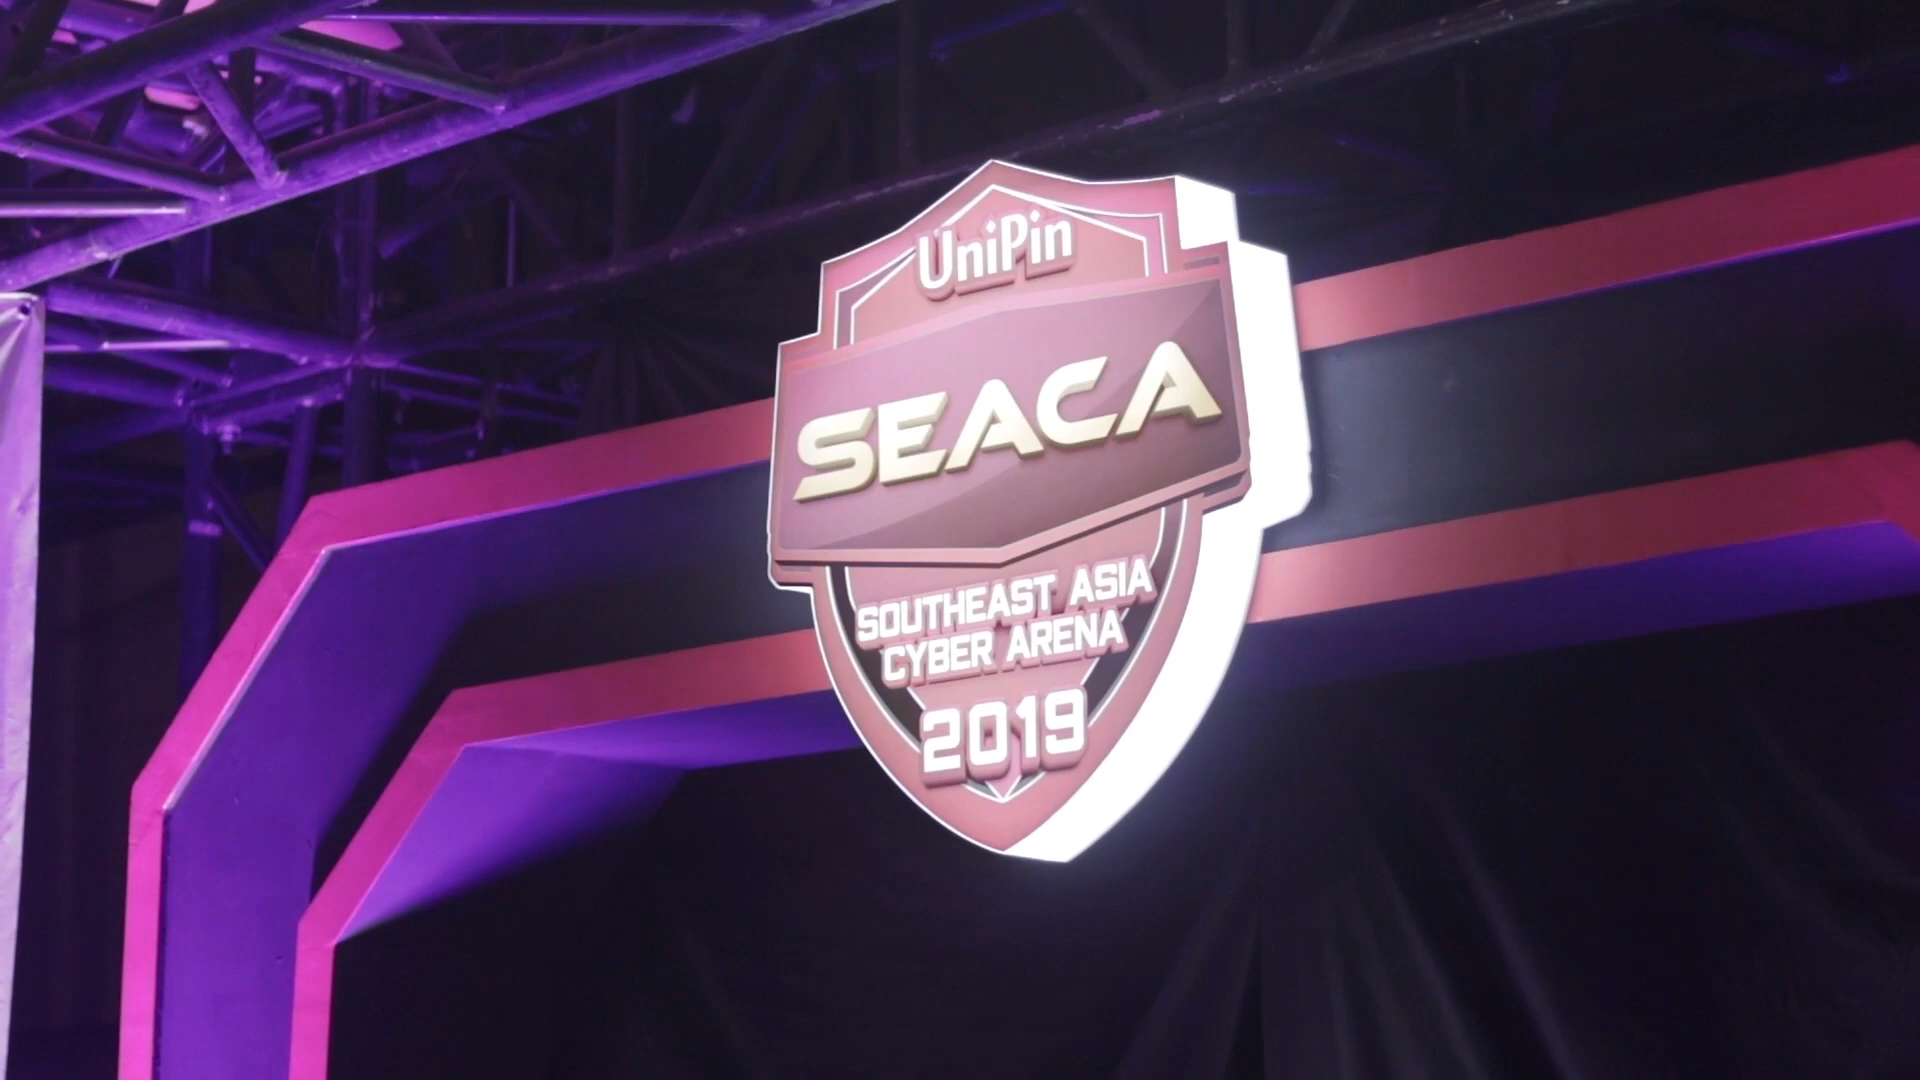 UniPin
SEACA
SOUTHEAST ASIA
CYBER ARENA
2019